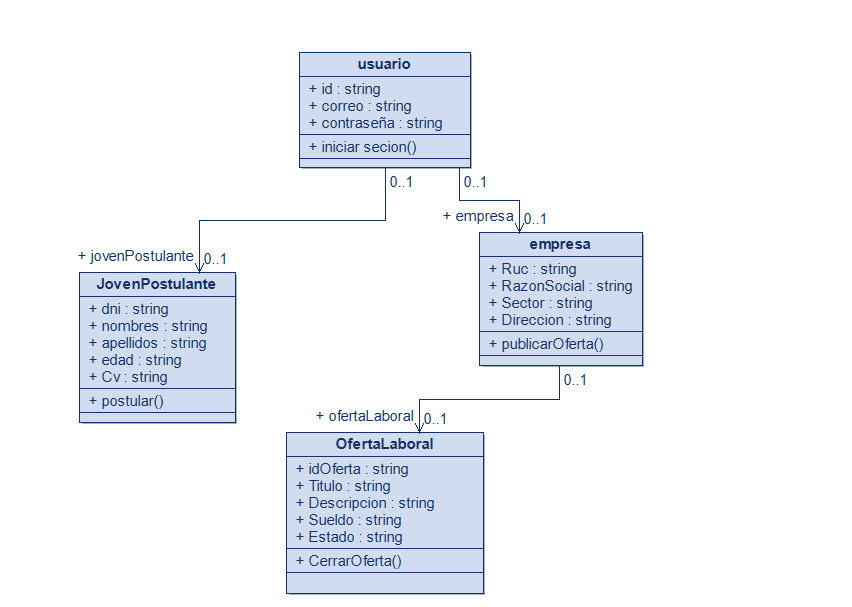 usuario
+ id : string
+ correo : string
+ contraseña : string
+ iniciar secion()
0..1
0..1
+ empresa
0..1
+ jovenPostulante
0..1
empresa
+ Ruc : string
+ RazonSocial : string
+ Sector : string
+ Direccion : string
+ publicarOferta()
0..1
JovenPostulante
+ dni : string
+ nombres : string
+ apellidos : string
+ edad : string
+ Cv : string
+ postular()
+ ofertaLaboral
0..1
OfertaLaboral
+ idOferta : string
+ Titulo : string
+ Descripcion : string
+ Sueldo : string
+ Estado : string
+ CerrarOferta()